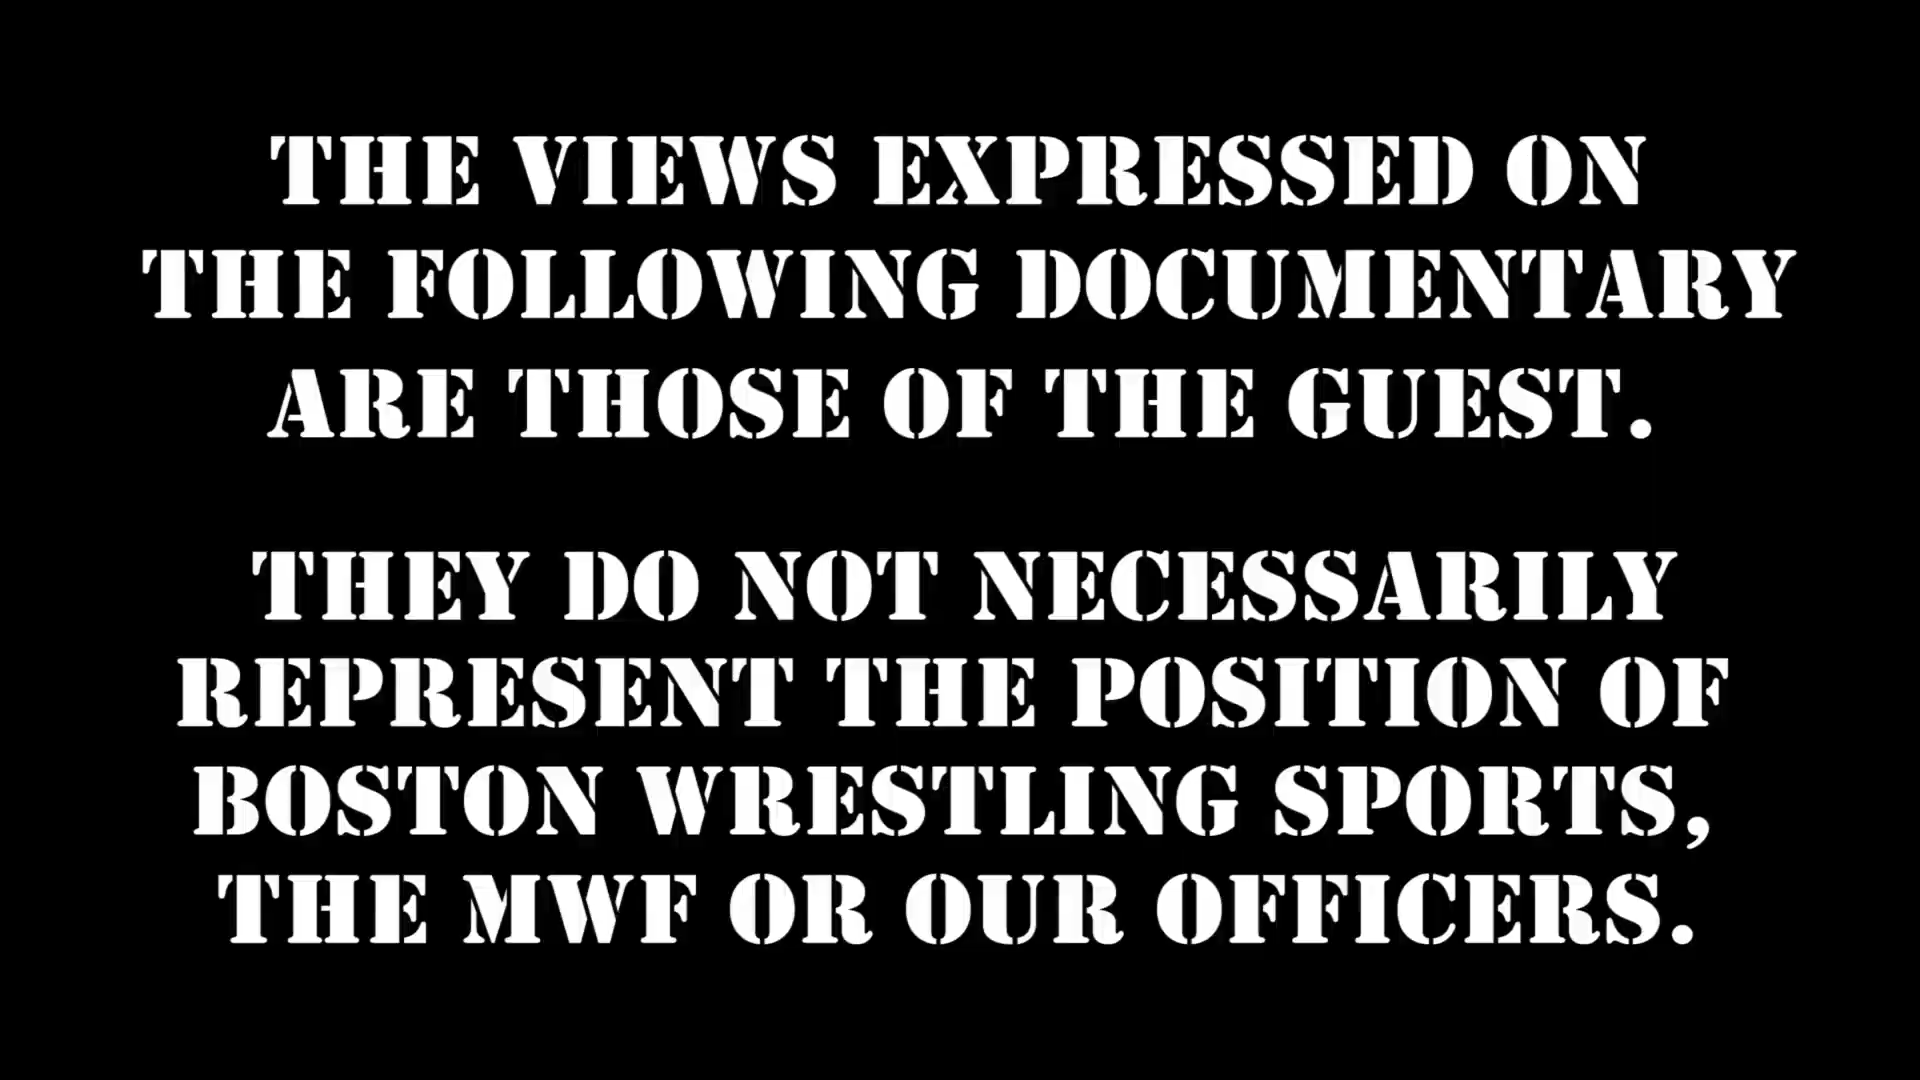 THE VIEWS EXPRESSED ON
THE FOLLOWING DOCUMENTARY
ARE THOSE OF THE GUEST.
THEY DO NOT NECESSARILY
REPRESENT THE POSITION OF
BOSTON WRESTLING SPORTS,
THE MWF OR OUR OFFICERS.